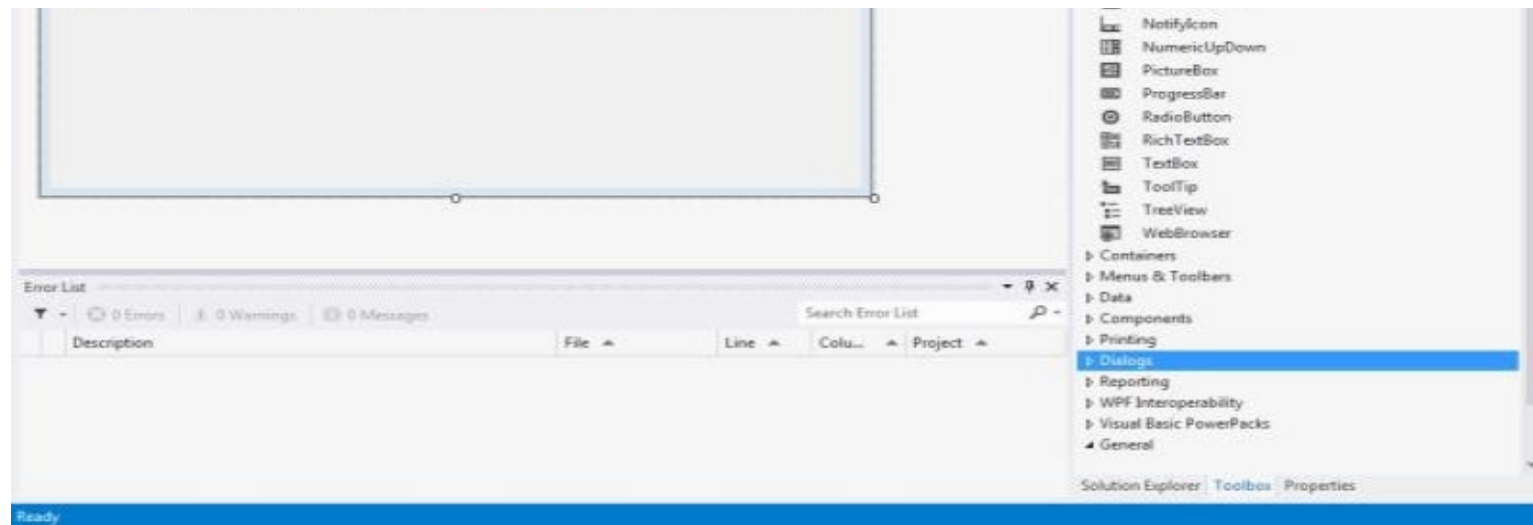 NotifyIcon
NumericUpDown
PictureBox
ProgressBar
RadioButton
RichTextBox
TextBox
ToolTip
TreeView
WebBrowser
Containers
Menus & Toolbars
Data
Components
Printing
Dialogs
Reporting
WPF Interoperability
Visual Basic PowerPacks
General
Solution Explorer Toolbox Properties
Error List
0 Errors 0 Warnings 0 Messages Search Error List
Description File Line Colu... Project
Ready